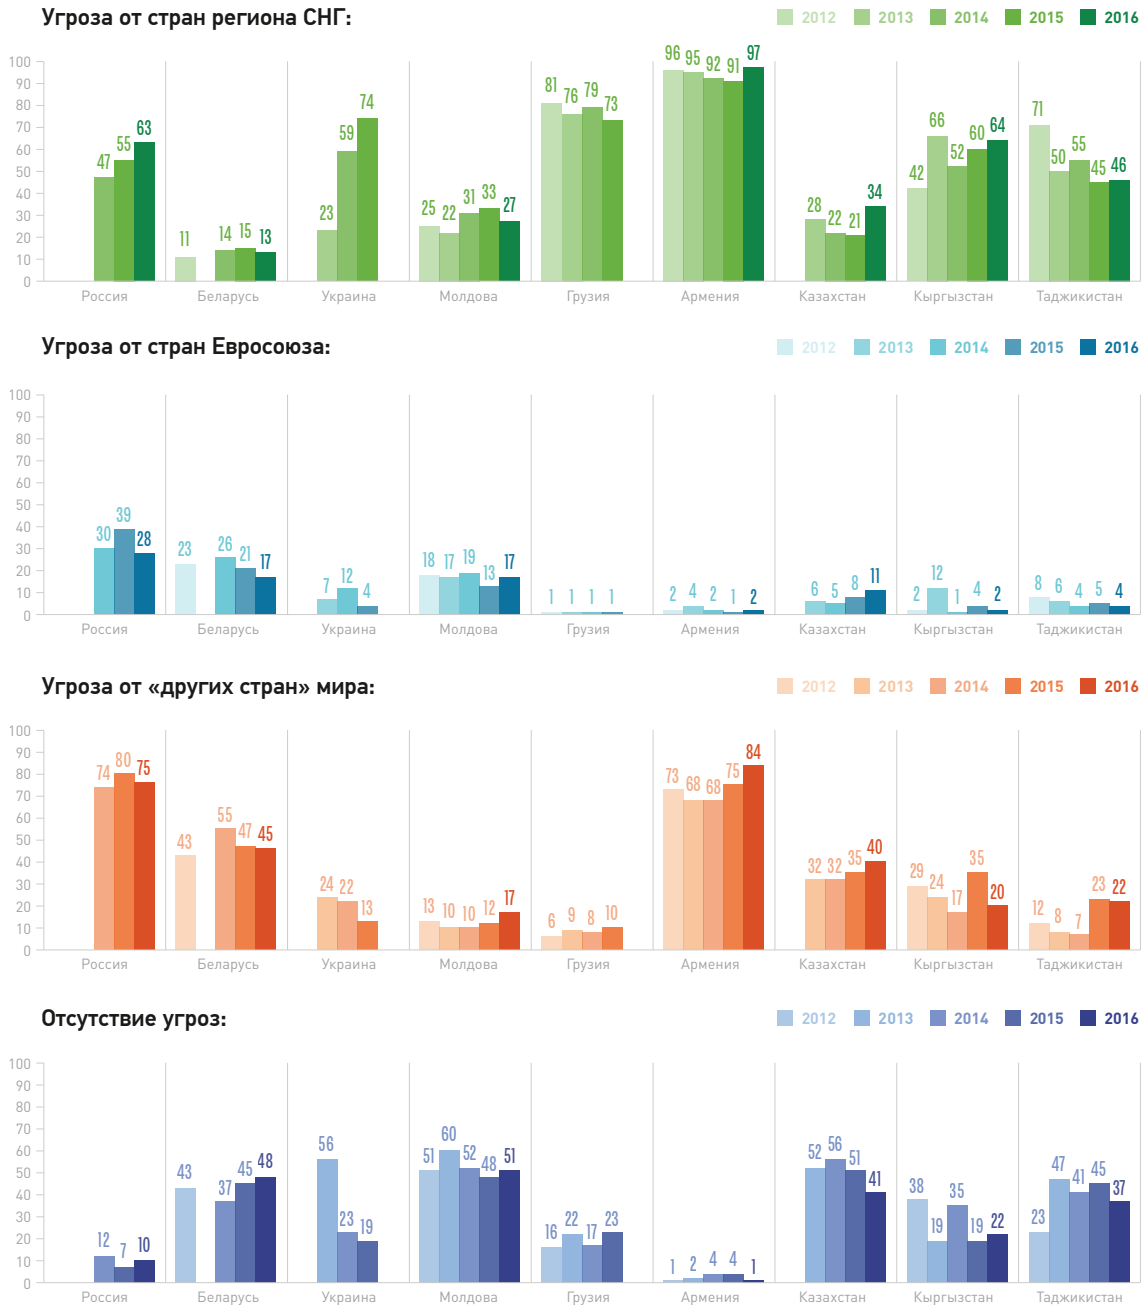 Угроза от стран региона СНГ:
2012 2013 2014 2015 2016
100
90
80
70
60
50
40
30
20
10
0
47 55 63
11 14 15 13
23 59 74
25 22 31 33 27
81 76 79 73
96 95 92 91 97
28 22 21 34
42 66 52 60 64
71 50 55 45 46
Россия Беларусь Украина Молдова Грузия Армения Казахстан Кыргызстан Таджикистан
Угроза от стран Евросоюза:
2012 2013 2014 2015 2016
100
90
80
70
60
50
40
30
20
10
0
30 39 28
23 26 21 17
7 12 4
18 17 19 13 17
1 1 1 1
2 4 2 1 2
6 5 8 11
2 12 1 4 2
8 6 4 5 4
Россия Беларусь Украина Молдова Грузия Армения Казахстан Кыргызстан Таджикистан
Угроза от «других стран» мира:
2012 2013 2014 2015 2016
100
90
80
70
60
50
40
30
20
10
0
74 80 75
43 55 47 45
24 22 13
13 10 10 12 17
6 9 8 10
73 68 68 75 84
32 32 35 40
29 24 17 35 20
12 8 7 23 22
Россия Беларусь Украина Молдова Грузия Армения Казахстан Кыргызстан Таджикистан
Отсутствие угроз:
2012 2013 2014 2015 2016
100
90
80
70
60
50
40
30
20
10
0
12 7 10
43 37 45 48
56 23 19
51 60 52 48 51
16 22 17 23
1 2 4 4 1
52 56 51 41
38 19 35 19 22
23 47 41 45 37
Россия Беларусь Украина Молдова Грузия Армения Казахстан Кыргызстан Таджикистан